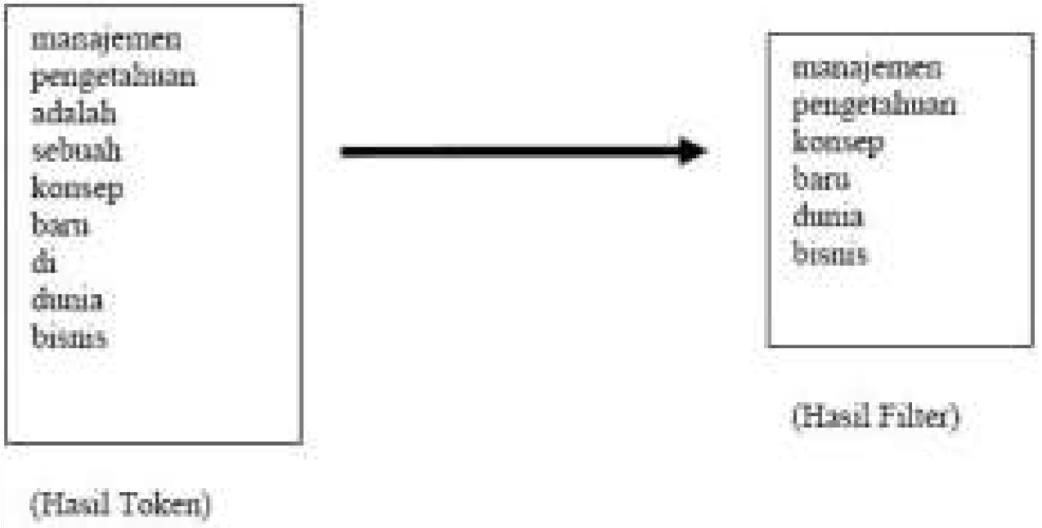 manajemen
pengetahuan
adalah
sebuah
konsep
baru
di
dunia
bisnis
(Hasil Token)
manajemen
pengetahuan
konsep
baru
dunia
bisnis
(Hasil Filter)